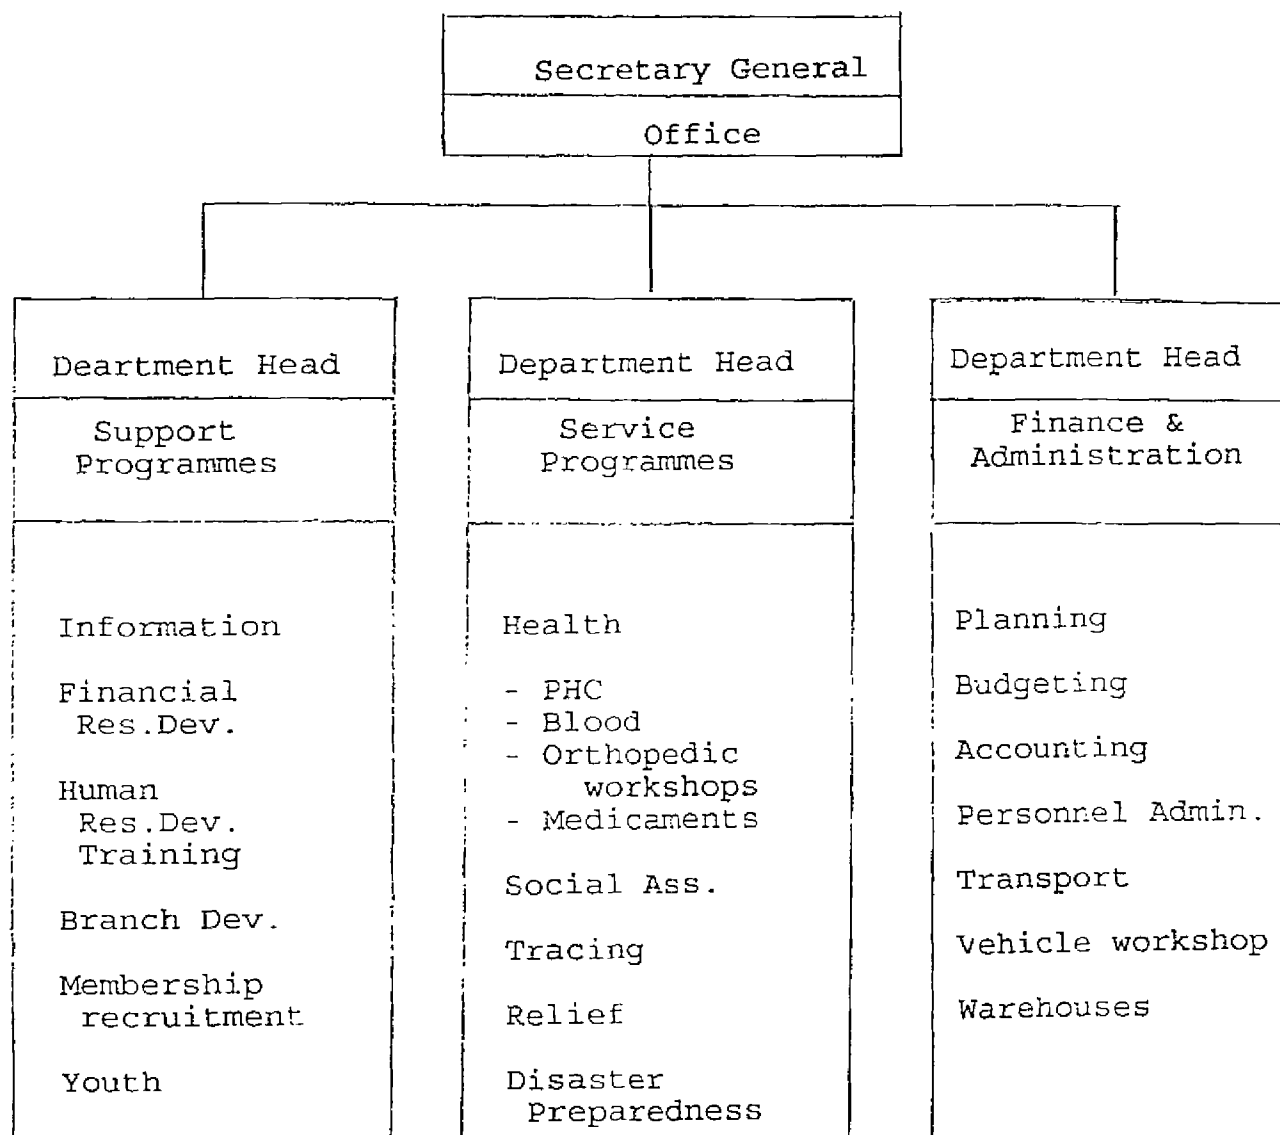 Secretary General
Office
Deartment Head
Support
Programmes
Information
Financial
Res.Dev.
Human
Res.Dev.
Training
Branch Dev.
Membership
recruitment
Youth
Department Head
Service
Programmes
Health
- PHC
- Blood
- Orthopedic
workshops
- Medicaments
Social Ass.
Tracing
Relief
Disaster
Preparedness
Department Head
Finance &
Administration
Planning
Budgeting
Accounting
Personnel Admin.
Transport
Vehicle workshop
Warehouses